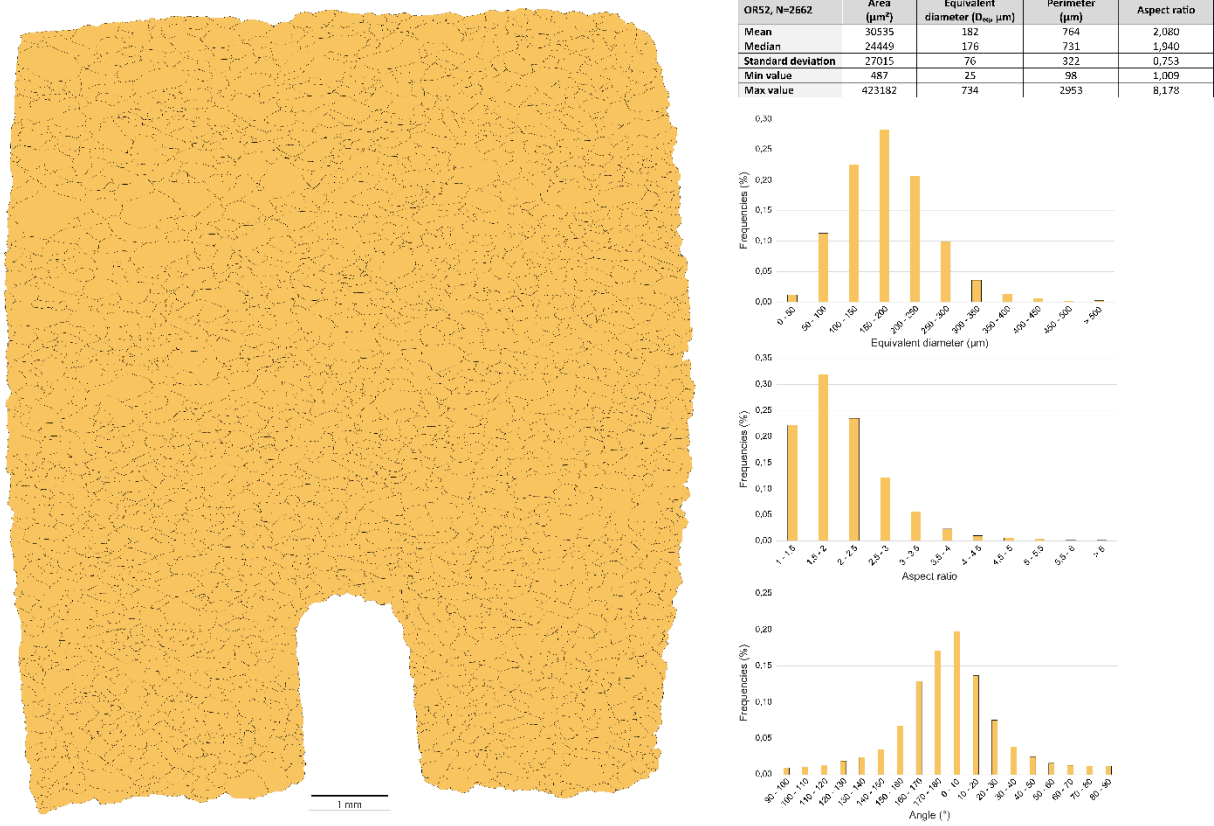 OR52, N=2662 Area (µm²) Equivalent diameter (Dₑq, µm) Perimeter (µm) Aspect ratio
Mean 30535 182 764 2,080
Median 24449 176 731 1,940
Standard deviation 27015 76 322 0,753
Min value 487 25 98 1,009
Max value 423182 734 2953 8,178
Frequencies (%)
0,30
0,25
0,20
0,15
0,10
0,05
0,00
0 - 50 50 - 100 100 - 150 150 - 200 200 - 250 250 - 300 300 - 350 350 - 400 400 - 450 450 - 500 > 500
Equivalent diameter (µm)
Frequencies (%)
0,35
0,30
0,25
0,20
0,15
0,10
0,05
0,00
1 - 1,5 1,5 - 2 2 - 2,5 2,5 - 3 3 - 3,5 3,5 - 4 4 - 4,5 4,5 - 5 5 - 5,5 5,5 - 6 > 6
Aspect ratio
Frequencies (%)
0,25
0,20
0,15
0,10
0,05
0,00
90 - 100 100 - 110 110 - 120 120 - 130 130 - 140 140 - 150 150 - 160 160 - 170 170 - 180 0 - 10 10 - 20 20 - 30 30 - 40 40 - 50 50 - 60 60 - 70 70 - 80 80 - 90
Angle (°)
1 mm